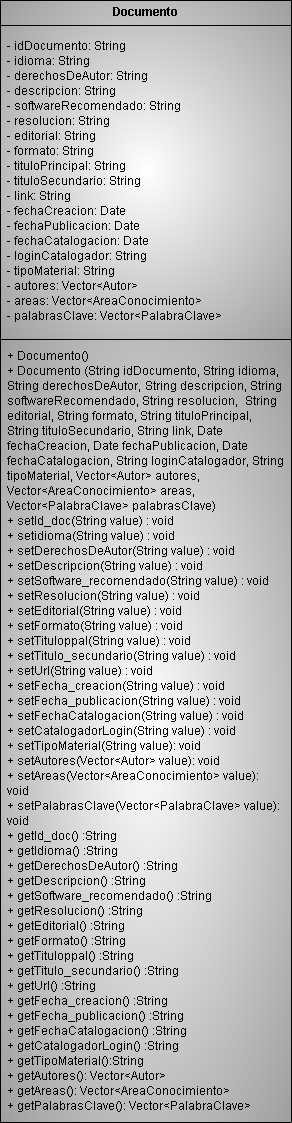 Documento
- idDocumento: String
- idioma: String
- derechosDeAutor: String
- descripcion: String
- softwareRecomendado: String
- resolucion: String
- editorial: String
- formato: String
- tituloPrincipal: String
- tituloSecundario: String
- link: String
- fechaCreacion: Date
- fechaPublicacion: Date
- fechaCatalogacion: Date
- loginCatalogador: String
- tipoMaterial: String
- autores: Vector<Autor>
- areas: Vector<AreaConocimiento>
- palabrasClave: Vector<PalabraClave>
+ Documento()
+ Documento (String idDocumento, String idioma,
String derechosDeAutor, String descripcion, String
softwareRecomendado, String resolucion, String
editorial, String formato, String tituloPrincipal,
String tituloSecundario, String link, Date
fechaCreacion, Date fechaPublicacion, Date
fechaCatalogacion, String loginCatalogador, String
tipoMaterial, Vector<Autor> autores,
Vector<AreaConocimiento> areas,
Vector<PalabraClave> palabrasClave)
+ setId_doc(String value) : void
+ setidioma(String value) : void
+ setDerechosDeAutor(String value) : void
+ setDescripcion(String value) : void
+ setSoftware_recomendado(String value) : void
+ setResolucion(String value) : void
+ setEditorial(String value) : void
+ setFormato(String value) : void
+ setTituloppal(String value) : void
+ setTitulo_secundario(String value) : void
+ setUrl(String value) : void
+ setFecha_creacion(String value) : void
+ setFecha_publicacion(String value) : void
+ setFechaCatalogacion(String value) : void
+ setCatalogadorLogin(String value) : void
+ setTipoMaterial(String value): void
+ setAutores(Vector<Autor> value): void
+ setAreas(Vector<AreaConocimiento> value):
void
+ setPalabrasClave(Vector<PalabraClave> value):
void
+ getId_doc() :String
+ getIdioma() :String
+ getDerechosDeAutor() :String
+ getDescripcion() :String
+ getSoftware_recomendado() :String
+ getResolucion() :String
+ getEditorial() :String
+ getFormato() :String
+ getTituloppal() :String
+ getTitulo_secundario() :String
+ getUrl() :String
+ getFecha_creacion() :String
+ getFecha_publicacion() :String
+ getFechaCatalogacion() :String
+ getCatalogadorLogin() :String
+ getTipoMaterial():String
+ getAutores(): Vector<Autor>
+ getAreas(): Vector<AreaConocimiento>
+ getPalabrasClave(): Vector<PalabraClave>